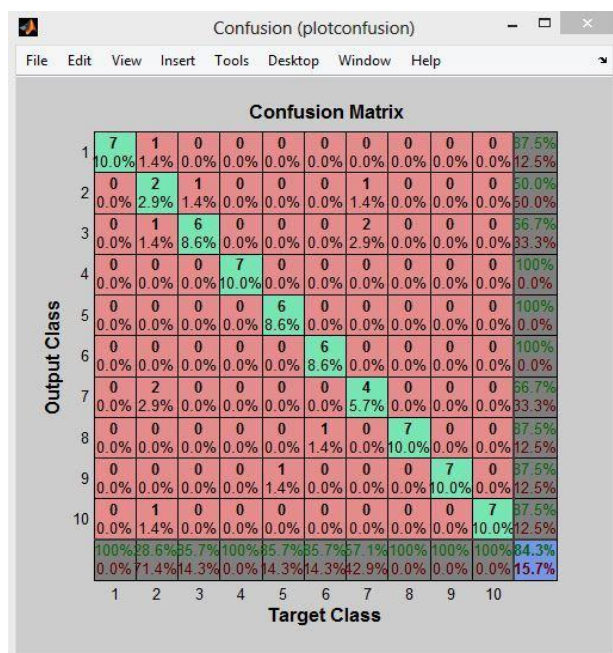 Confusion (plotconfusion)
File Edit View Insert Tools Desktop Window Help
Confusion Matrix
1 7 1 0 0 0 0 0 0 0 0 87.5%
10.0% 1.4% 0.0% 0.0% 0.0% 0.0% 0.0% 0.0% 0.0% 0.0% 12.5%
2 0 2 1 0 0 0 1 0 0 0 50.0%
0.0% 2.9% 1.4% 0.0% 0.0% 0.0% 1.4% 0.0% 0.0% 0.0% 50.0%
3 0 1 6 0 0 0 2 0 0 0 66.7%
0.0% 1.4% 8.6% 0.0% 0.0% 0.0% 2.9% 0.0% 0.0% 0.0% 33.3%
4 0 0 0 7 0 0 0 0 0 0 100%
0.0% 0.0% 0.0% 10.0% 0.0% 0.0% 0.0% 0.0% 0.0% 0.0% 0.0%
5 0 0 0 0 6 0 0 0 0 0 100%
0.0% 0.0% 0.0% 0.0% 8.6% 0.0% 0.0% 0.0% 0.0% 0.0% 0.0%
6 0 0 0 0 0 6 0 0 0 0 100%
0.0% 0.0% 0.0% 0.0% 0.0% 8.6% 0.0% 0.0% 0.0% 0.0% 0.0%
7 0 2 0 0 0 0 4 0 0 0 66.7%
0.0% 2.9% 0.0% 0.0% 0.0% 0.0% 5.7% 0.0% 0.0% 0.0% 33.3%
8 0 0 0 0 0 1 0 7 0 0 87.5%
0.0% 0.0% 0.0% 0.0% 0.0% 1.4% 0.0% 10.0% 0.0% 0.0% 12.5%
9 0 0 0 0 1 0 0 0 7 0 87.5%
0.0% 0.0% 0.0% 0.0% 1.4% 0.0% 0.0% 0.0% 10.0% 0.0% 12.5%
10 0 1 0 0 0 0 0 0 0 7 87.5%
0.0% 1.4% 0.0% 0.0% 0.0% 0.0% 0.0% 0.0% 0.0% 10.0% 12.5%
100% 28.6% 85.7% 100% 85.7% 85.7% 57.1% 100% 100% 100% 84.3%
0.0% 71.4% 14.3% 0.0% 14.3% 14.3% 42.9% 0.0% 0.0% 0.0% 15.7%
1 2 3 4 5 6 7 8 9 10
Target Class
Output Class